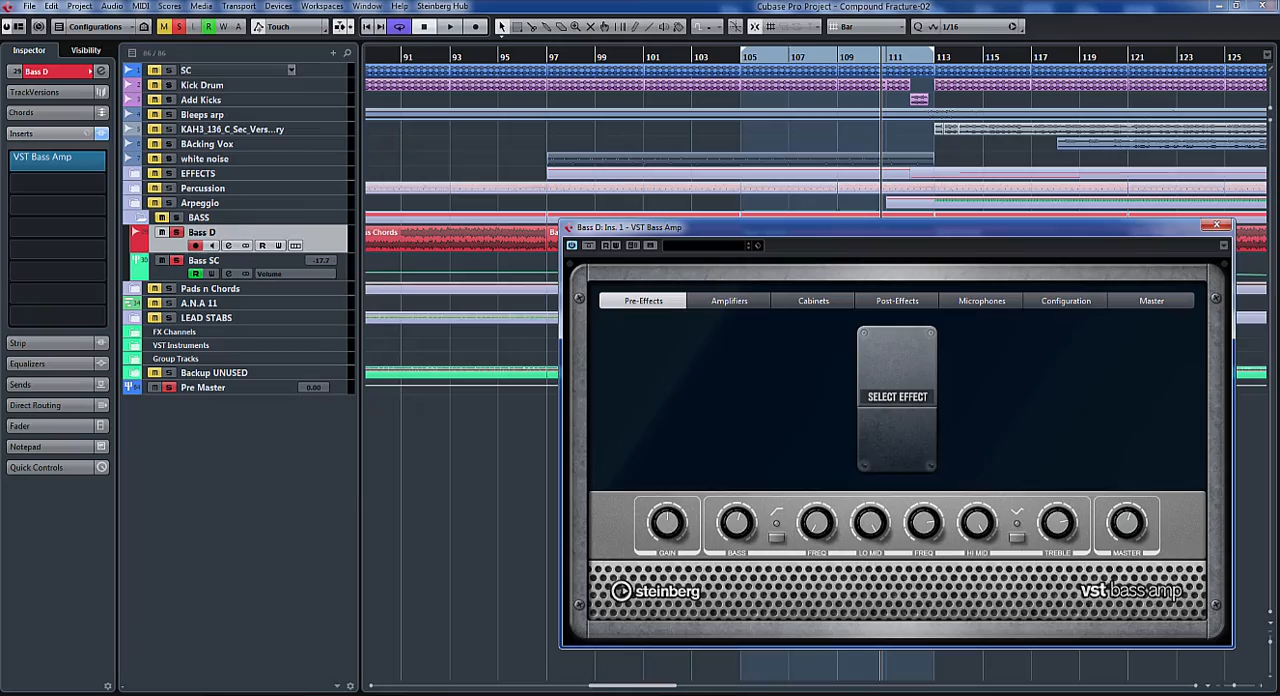 Cubase Pro Project - Compound Fracture-02
File Edit Project Audio MIDI Scores Media Transport Devices Workspaces Window Help Steinberg Hub
Configurations M S L R W A Touch Bar 1/16
Inspector Visibility
86 / 86
91 93 95 97 99 101 103 105 107 109 111 113 115 117 119 121 123 125
Bass D
TrackVersions
Chords
Inserts
VST Bass Amp
Strip
Equalizers
Sends
Direct Routing
Fader
Notepad
Quick Controls
SC
Kick Drum
Add Kicks
Bleeps arp
KAH3_136_C_Sec_Vers...ry
BAcking Vox
white noise
EFFECTS
Percussion
Arpeggio
BASS
Bass D
ss Chords
Bass SC -17.7
Volume
Pads n Chords
A.N.A 11
LEAD STABS
FX Channels
VST Instruments
Group Tracks
Backup UNUSED
Pre Master 0.00
Bass D: Ins. 1 - VST Bass Amp
Pre-Effects Amplifiers Cabinets Post-Effects Microphones Configuration Master
SELECT EFFECT
GAIN BASS FREQ LO MID FREQ HI MID TREBLE MASTER
steinberg
vst bass amp